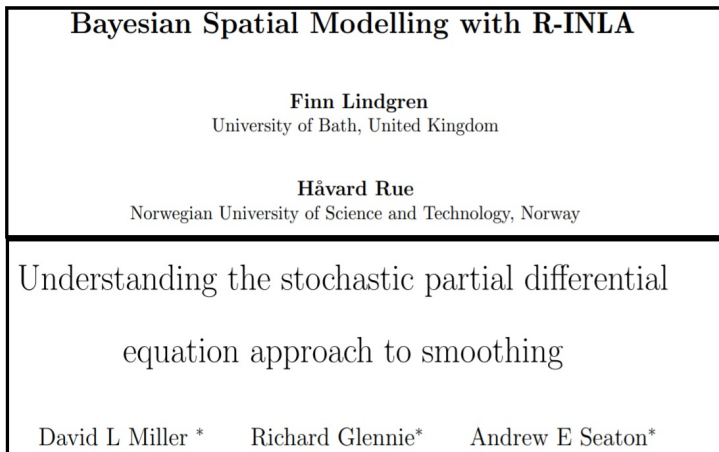 Bayesian Spatial Modelling with R-INLA
Finn Lindgren
University of Bath, United Kingdom
Håvard Rue
Norwegian University of Science and Technology, Norway
Understanding the stochastic partial differential
equation approach to smoothing
David L Miller * Richard Glennie* Andrew E Seaton*